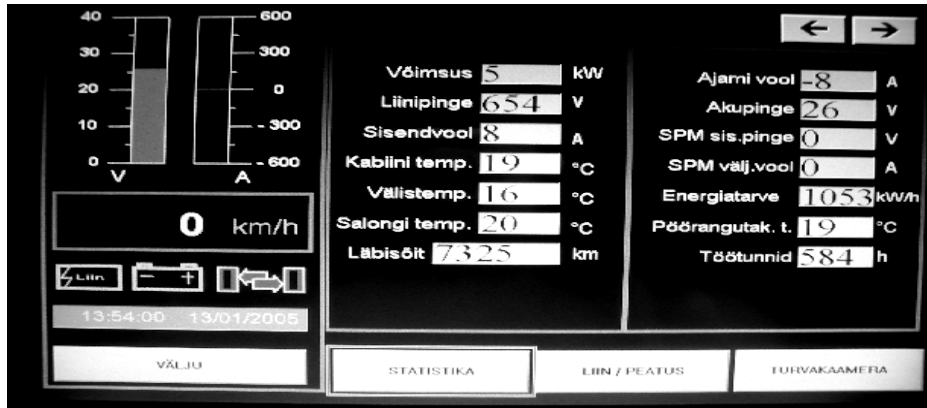 40
30
20
10
0
V
600
300
0
- 300
- 600
A
0 km/h
Liin
- +
13:54:00 13/01/2005
VÄLJU
Võimsus 5 kW
Liinipinge 654 V
Sisendvool 8 A
Kabiini temp. 19 °C
Välistemp. 16 °C
Salongi temp. 20 °C
Läbisõit 7325 km
← →
Ajami vool -8 A
Akupinge 26 V
SPM sis.pinge 0 V
SPM välj.vool 0 A
Energiatarve 1053 kW/h
Pöörangutak. t. 19 °C
Töötunnid 584 h
STATISTIKA
LIIN / PEATUS
TURVAKAAMERA